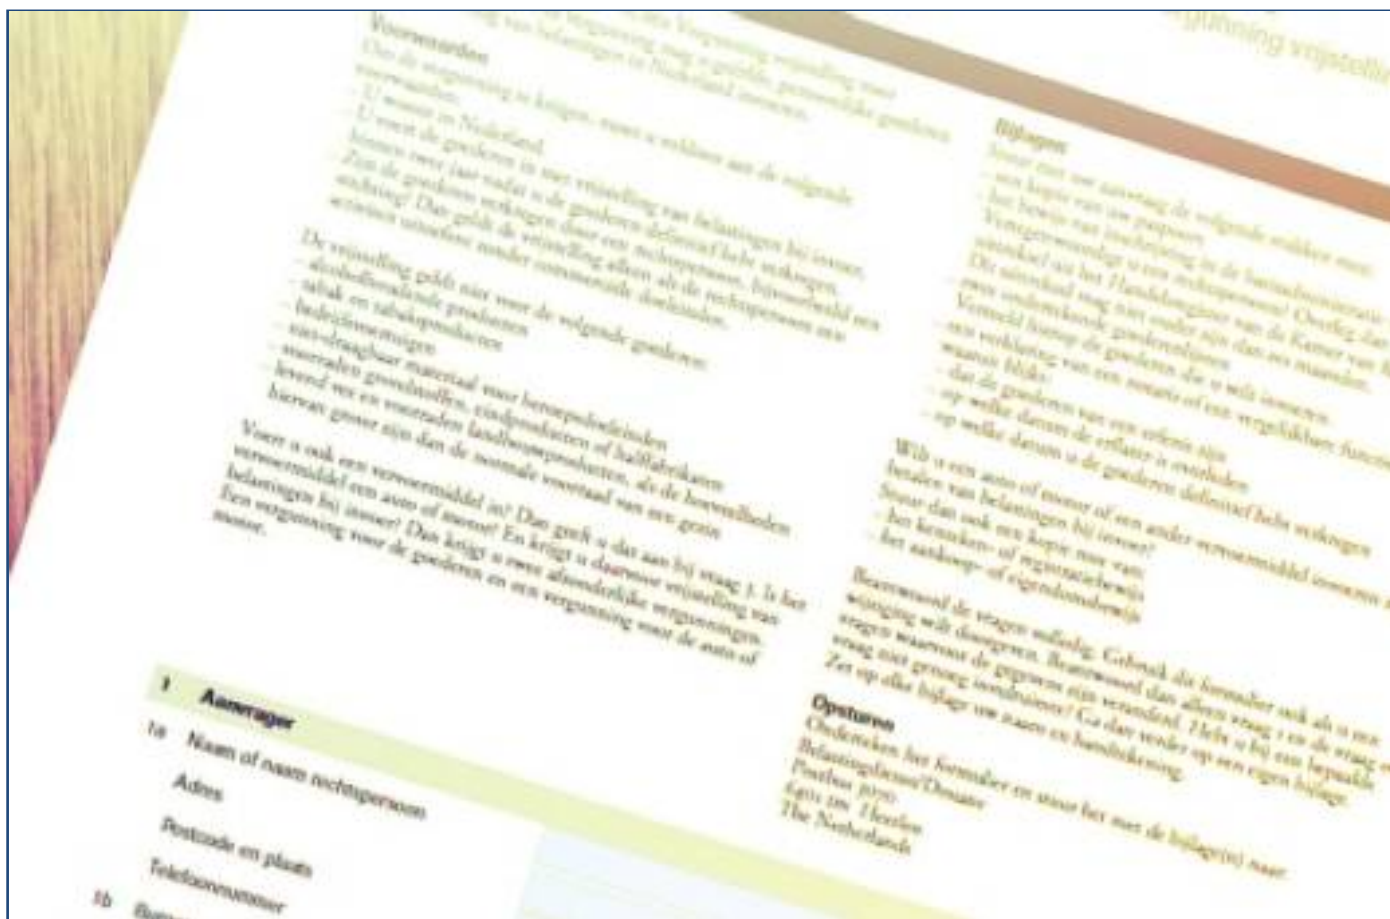 gunning vrijstelling
van belastingen in Nederland invoeren.
Voorwaarden
Om de vergunning te krijgen, moet u voldoen aan de volgende
voorwaarden:
- U woont in Nederland.
- U voert de goederen in met vrijstelling van belastingen bij invoer,
binnen twee jaar nadat u de goederen definitief hebt verkregen.
- Zijn de goederen verkregen door een rechtspersoon, bijvoorbeeld een
stichting? Dan geldt de vrijstelling alleen als de rechtspersoon een
activiteit uitoefent zonder commerciële doeleinden.
De vrijstelling geldt niet voor de volgende goederen:
- alcoholhoudende producten
- tabak en tabaksproducten
- bedrijfsvoertuigen
- niet-draagbaar materiaal voor beroepsdoeleinden
- voorraden grondstoffen, eindproducten of halffabrikaten
- levend vee en voorraden landbouwproducten, als de hoeveelheden
hiervan groter zijn dan de normale voorraad van een gezin
Voert u ook een vervoermiddel in? Dan geeft u dat aan bij vraag 3. Is het
vervoermiddel een auto of motor? En krijgt u daarvoor vrijstelling van
belastingen bij invoer? Dan krijgt u twee afzonderlijke vergunningen.
Een vergunning voor de goederen en een vergunning voor de auto of
motor.
Bijlagen
Stuur met uw aanvraag de volgende stukken mee:
- een kopie van uw paspoort
- het bewijs van inschrijving in de basisadministratie
Vertegenwoordigt u een rechtspersoon? Overleg dan
uittreksel uit het Handelsregister van de Kamer van
Dit uittreksel mag niet ouder zijn dan zes maanden.
- twee ondertekende goederenlijsten
Vermeld hierop de goederen die u wilt invoeren.
- een verklaring van een notaris of een vergelijkbare
waaruit blijkt:
- dat de goederen van een erfenis zijn
- op welke datum de erflater is overleden
- op welke datum u de goederen definitief hebt verkregen
Wilt u een auto of motor of een ander vervoermiddel invoeren
betalen van belastingen bij invoer?
Stuur dan ook een kopie mee van:
- het kenteken- of registratiebewijs
- het aankoop- of eigendomsbewijs
Beantwoord de vragen volledig. Gebruik dit formulier ook als u een
wijziging wilt doorgeven. Beantwoord dan alleen vraag 1 en de vraag
vragen waarvoor de gegevens zijn veranderd. Hebt u bij een bepaalde
vraag niet genoeg invulruimte? Ga dan verder op een eigen bijlage.
Zet op elke bijlage uw naam en handtekening.
Opsturen
Onderteken het formulier en stuur het met de bijlage(n) naar:
Belastingdienst/Douane
Postbus
Heerlen
The Netherlands
1 Aanvrager
1a Naam of naam rechtspersoon
Adres
Postcode en plaats
Telefoonnummer
1b